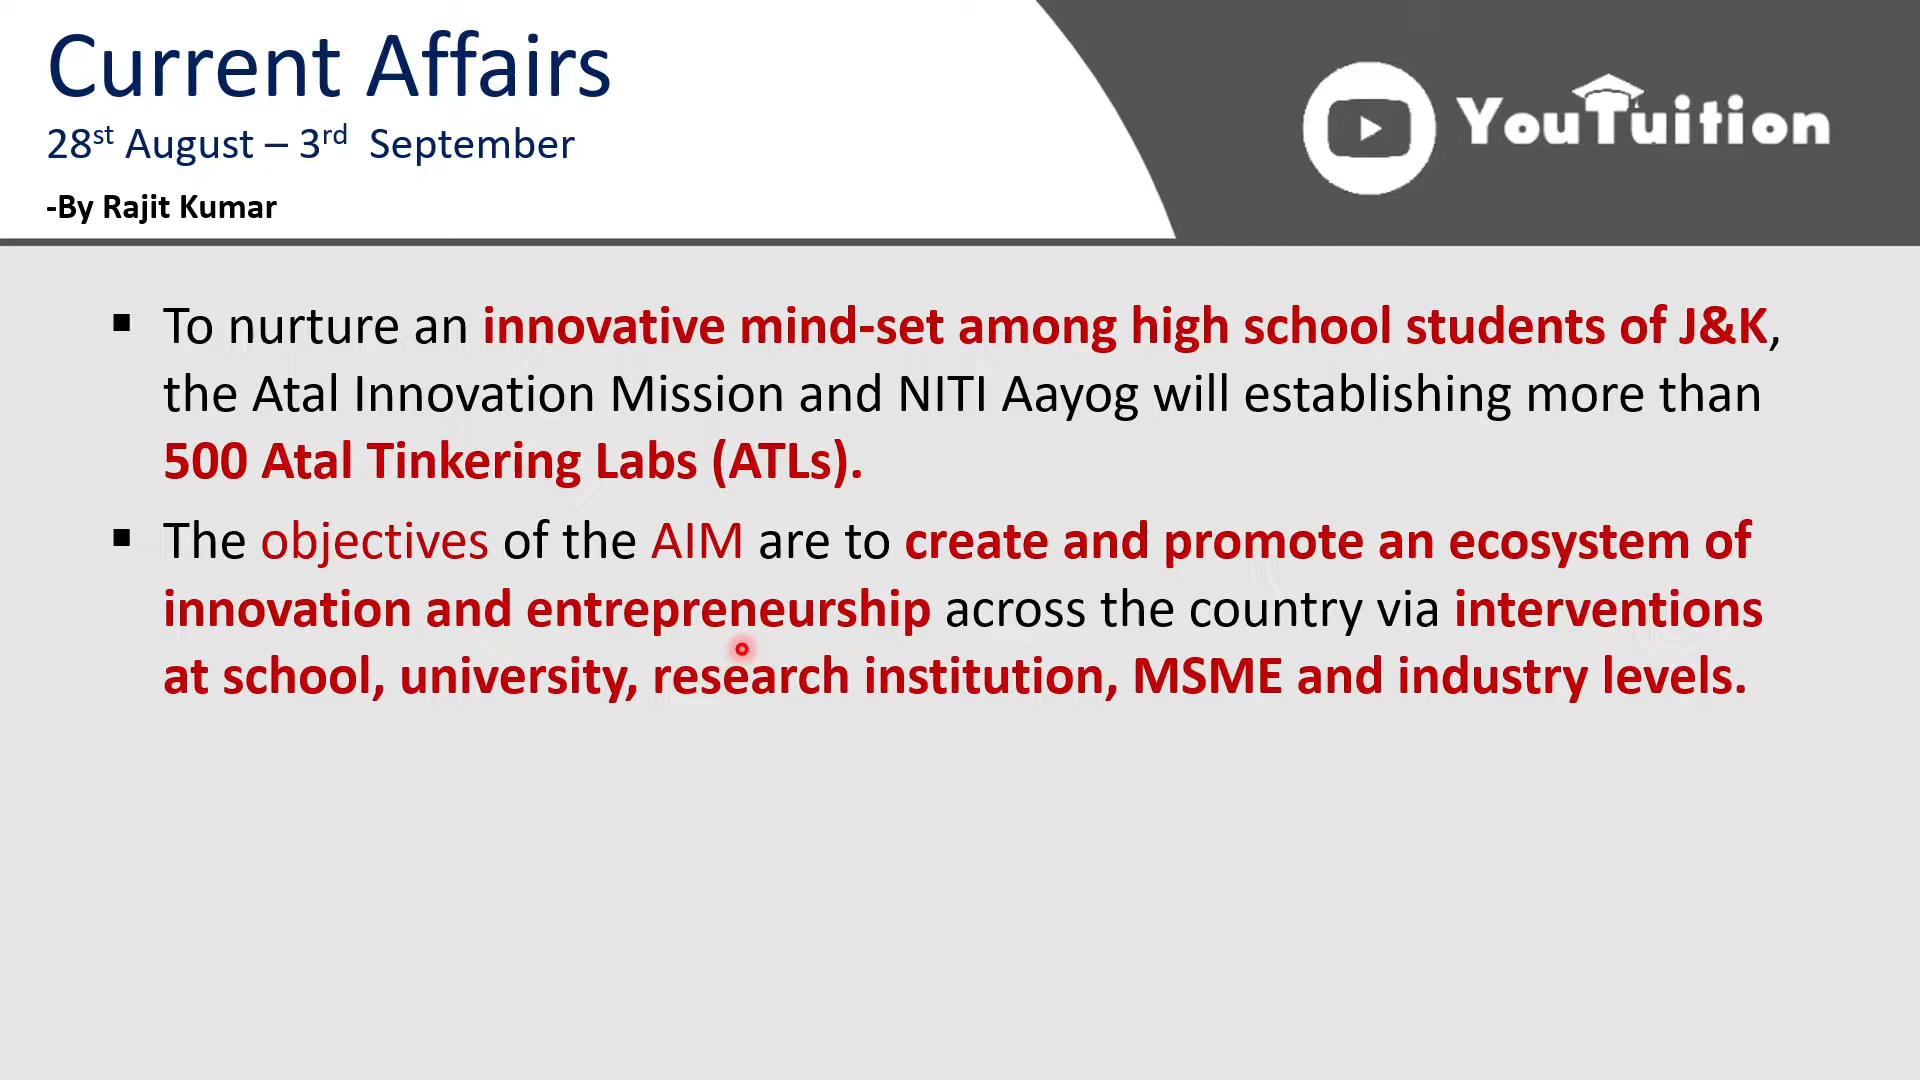 Current Affairs
28st August – 3rd September
-By Rajit Kumar
YouTuition
▪ To nurture an innovative mind-set among high school students of J&K,
the Atal Innovation Mission and NITI Aayog will establishing more than
500 Atal Tinkering Labs (ATLs).
▪ The objectives of the AIM are to create and promote an ecosystem of
innovation and entrepreneurship across the country via interventions
at school, university, research institution, MSME and industry levels.